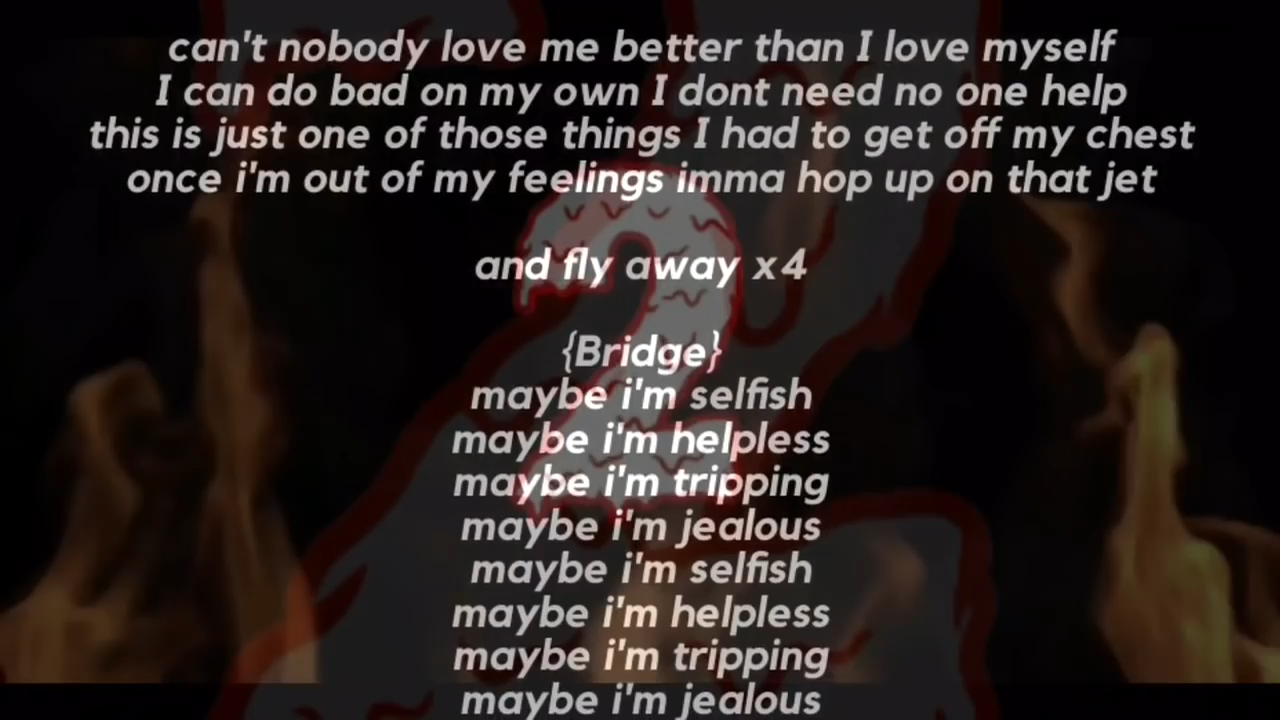 can't nobody love me better than I love myself
I can do bad on my own I dont need no one help
this is just one of those things I had to get off my chest
once i'm out of my feelings imma hop up on that jet
and fly away x4
{Bridge}
maybe i'm selfish
maybe i'm helpless
maybe i'm tripping
maybe i'm jealous
maybe i'm selfish
maybe i'm helpless
maybe i'm tripping
maybe i'm jealous